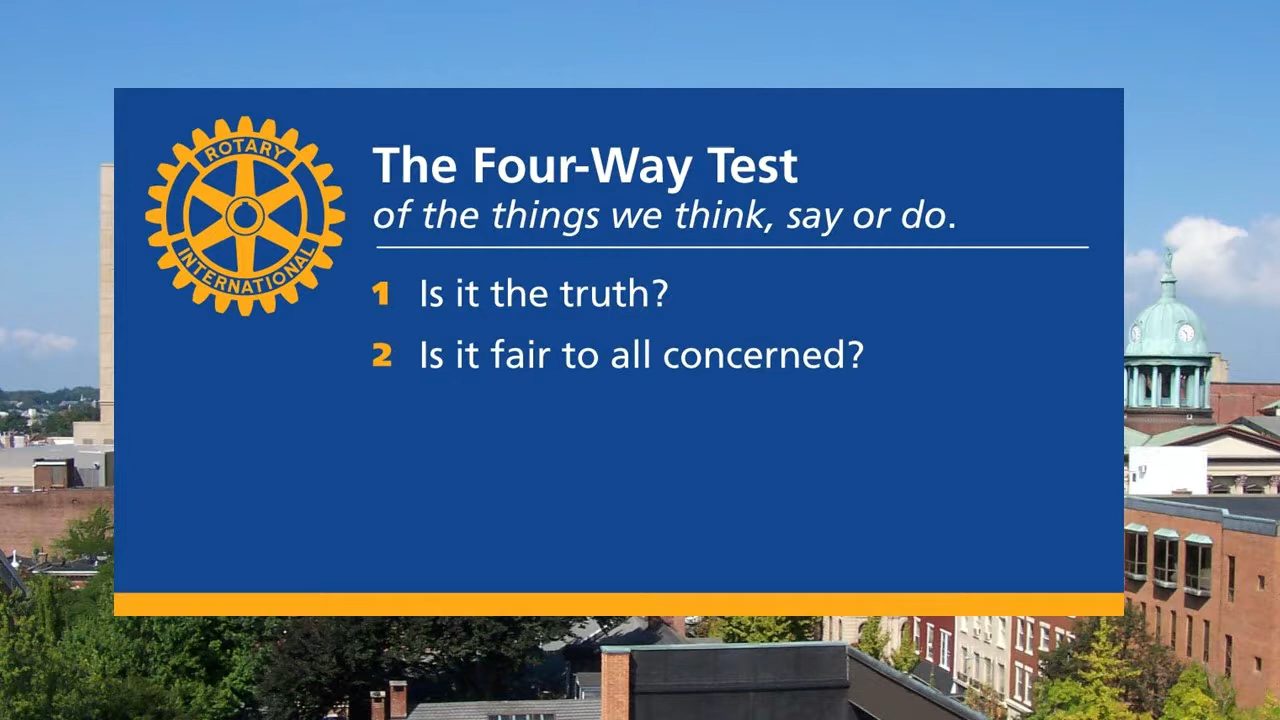 ROTARY
INTERNATIONAL
The Four-Way Test
of the things we think, say or do.
1 Is it the truth?
2 Is it fair to all concerned?